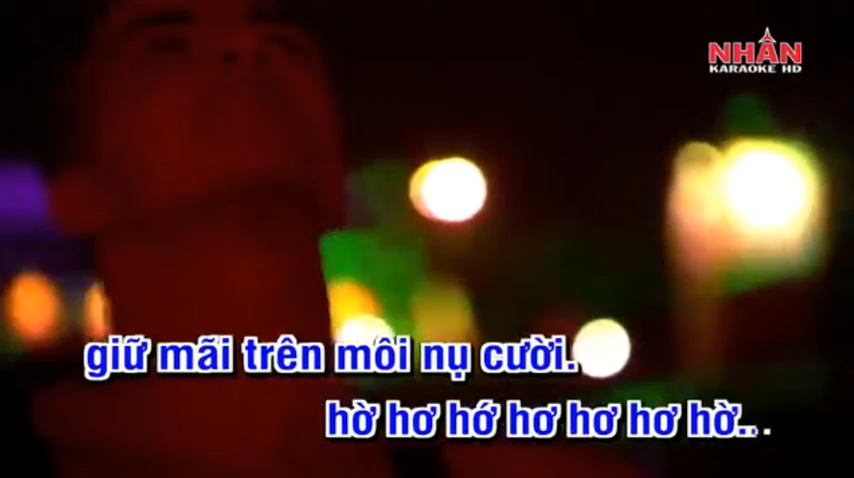 NHÂN
KARAOKE HD
giữ mãi trên môi nụ cười.
hờ hơ hớ hơ hơ hơ hờ...